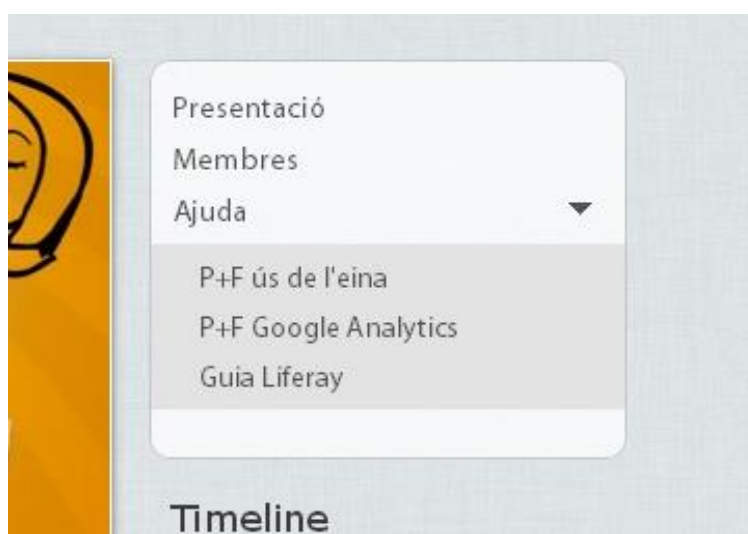 Presentació
Membres
Ajuda
P+F ús de l'eina
P+F Google Analytics
Guia Liferay
Timeline